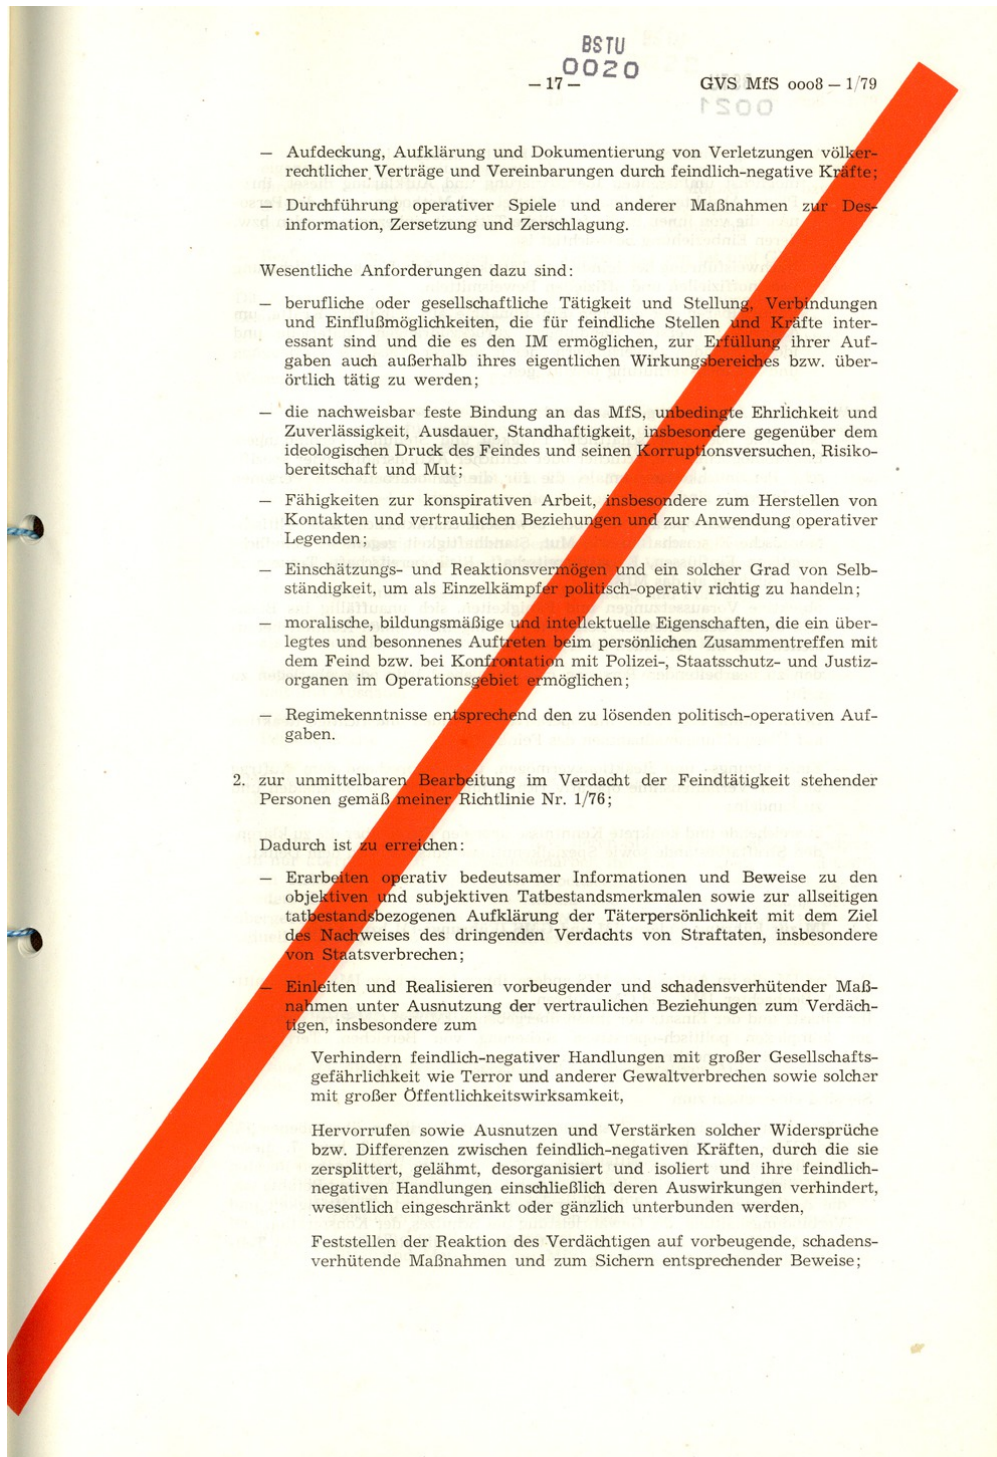 BSTU
0020
— 17 —
GVS MfS ooo8 — 1/79
— Aufdeckung, Aufklärung und Dokumentierung von Verletzungen völker-
rechtlicher Verträge und Vereinbarungen durch feindlich-negative Kräfte;
— Durchführung operativer Spiele und anderer Maßnahmen zur Des-
information, Zersetzung und Zerschlagung.
Wesentliche Anforderungen dazu sind:
— berufliche oder gesellschaftliche Tätigkeit und Stellung, Verbindungen
und Einflußmöglichkeiten, die für feindliche Stellen und Kräfte inter-
essant sind und die es den IM ermöglichen, zur Erfüllung ihrer Auf-
gaben auch außerhalb ihres eigentlichen Wirkungsbereiches bzw. über-
örtlich tätig zu werden;
— die nachweisbar feste Bindung an das MfS, unbedingte Ehrlichkeit und
Zuverlässigkeit, Ausdauer, Standhaftigkeit, insbesondere gegenüber dem
ideologischen Druck des Feindes und seinen Korruptionsversuchen, Risiko-
bereitschaft und Mut;
— Fähigkeiten zur konspirativen Arbeit, insbesondere zum Herstellen von
Kontakten und vertraulichen Beziehungen und zur Anwendung operativer
Legenden;
— Einschätzungs- und Reaktionsvermögen und ein solcher Grad von Selb-
ständigkeit, um als Einzelkämpfer politisch-operativ richtig zu handeln;
— moralische, bildungsmäßige und intellektuelle Eigenschaften, die ein über-
legtes und besonnenes Auftreten beim persönlichen Zusammentreffen mit
dem Feind bzw. bei Konfrontation mit Polizei-, Staatsschutz- und Justiz-
organen im Operationsgebiet ermöglichen;
— Regimekenntnisse entsprechend den zu lösenden politisch-operativen Auf-
gaben.
2. zur unmittelbaren Bearbeitung im Verdacht der Feindtätigkeit stehender
Personen gemäß meiner Richtlinie Nr. 1/76;
Dadurch ist zu erreichen:
— Erarbeiten operativ bedeutsamer Informationen und Beweise zu den
objektiven und subjektiven Tatbestandsmerkmalen sowie zur allseitigen
tatbestandsbezogenen Aufklärung der Täterpersönlichkeit mit dem Ziel
des Nachweises des dringenden Verdachts von Straftaten, insbesondere
von Staatsverbrechen;
— Einleiten und Realisieren vorbeugender und schadensverhütender Maß-
nahmen unter Ausnutzung der vertraulichen Beziehungen zum Verdäch-
tigen, insbesondere zum
Verhindern feindlich-negativer Handlungen mit großer Gesellschafts-
gefährlichkeit wie Terror und anderer Gewaltverbrechen sowie solcher
mit großer Öffentlichkeitswirksamkeit,
Hervorrufen sowie Ausnutzen und Verstärken solcher Widersprüche
bzw. Differenzen zwischen feindlich-negativen Kräften, durch die sie
zersplittert, gelähmt, desorganisiert und isoliert und ihre feindlich-
negativen Handlungen einschließlich deren Auswirkungen verhindert,
wesentlich eingeschränkt oder gänzlich unterbunden werden,
Feststellen der Reaktion des Verdächtigen auf vorbeugende, schadens-
verhütende Maßnahmen und zum Sichern entsprechender Beweise;